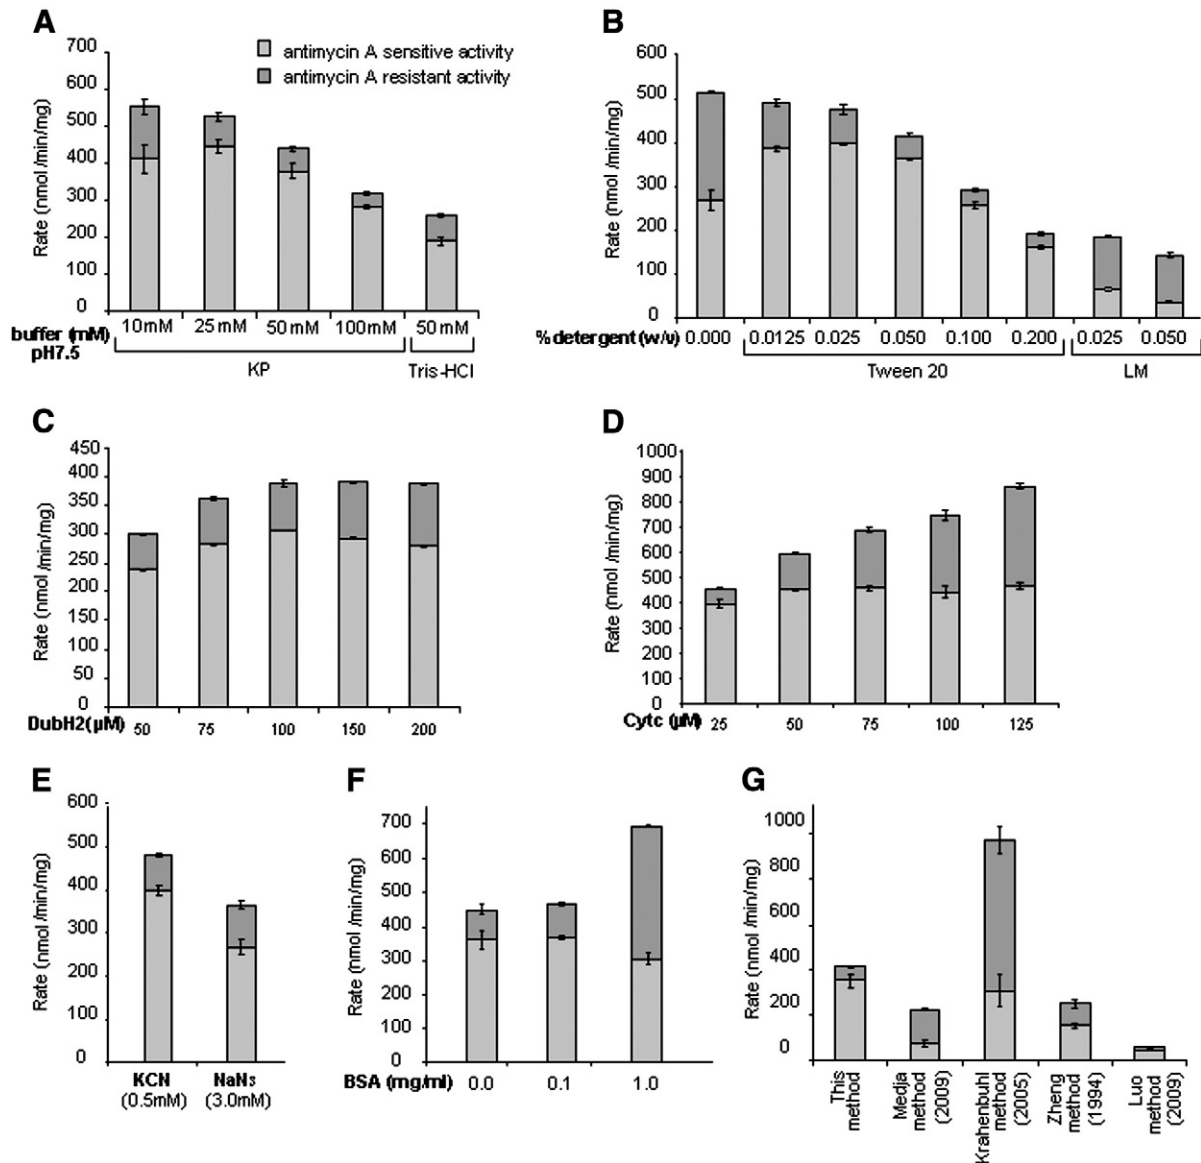 A
700
600
500
400
300
200
100
0
Rate (nmol /min/mg)
antimycin A sensitive activity
antimycin A resistant activity
10mM 25 mM 50 mM 100mM 50 mM
buffer (mM)
pH7.5
KP Tris-HCl
B
600
500
400
300
200
100
0
Rate (nmol /min/mg)
% detergent (w/v) 0.000 0.0125 0.025 0.050 0.100 0.200 0.025 0.050
Tween 20 LM
C
450
400
350
300
250
200
150
100
50
0
Rate (nmol /min/mg)
DubH2(µM) 50 75 100 150 200
D
1000
900
800
700
600
500
400
300
200
100
0
Rate (nmol /min/mg)
Cytc (µM) 25 50 75 100 125
E
600
500
400
300
200
100
0
Rate (nmol /min/mg)
KCN NaN3
(0.5mM) (3.0mM)
F
700
600
500
400
300
200
100
0
Rate (nmol /min/mg)
BSA (mg/ml) 0.0 0.1 1.0
G
1000
800
600
400
200
0
Rate (nmol /min/mg)
This
method
Medja
method
(2009)
Krahenbuhl
method
(2005)
Zheng
method
(1994)
Luo
method
(2009)